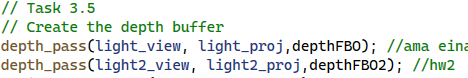 // Task 3.5
// Create the depth buffer
depth_pass(light_view, light_proj,depthFBO); //ama eina
depth_pass(light2_view, light2_proj,depthFBO2); //hw2